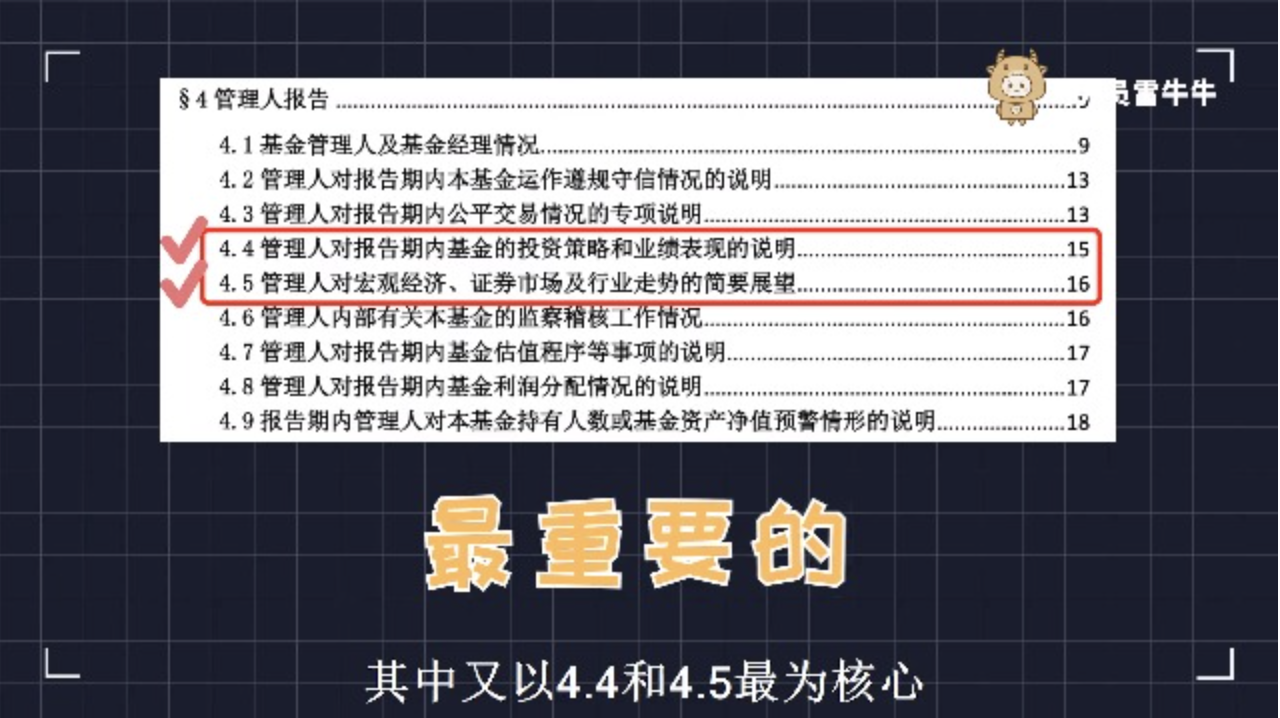 员雷牛牛
§4 管理人报告........................................9
4.1 基金管理人及基金经理情况........................................9
4.2 管理人对报告期内本基金运作遵规守信情况的说明........................................13
4.3 管理人对报告期内公平交易情况的专项说明........................................13
4.4 管理人对报告期内基金的投资策略和业绩表现的说明........................................15
4.5 管理人对宏观经济、证券市场及行业走势的简要展望........................................16
4.6 管理人内部有关本基金的监察稽核工作情况........................................16
4.7 管理人对报告期内基金估值程序等事项的说明........................................17
4.8 管理人对报告期内基金利润分配情况的说明........................................17
4.9 报告期内管理人对本基金持有人数或基金资产净值预警情形的说明........................................18
最重要的
其中又以4.4和4.5最为核心